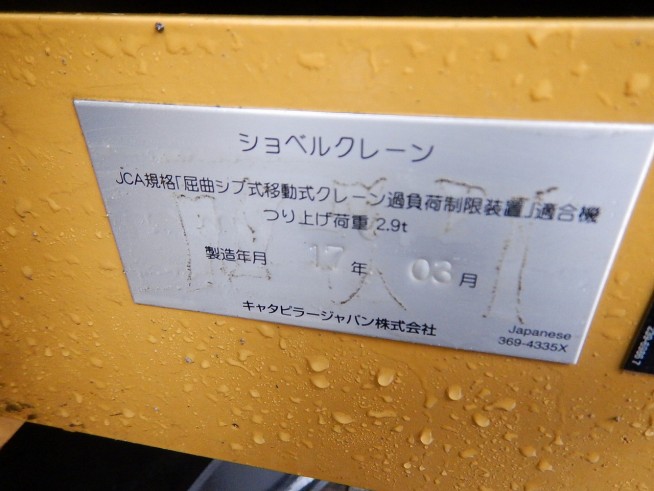 ショベルクレーン
JCA規格「屈曲ジブ式移動式クレーン過負荷制限装置」適合機
つり上げ荷重 2.9t
製造年月 17 年 03 月
キャタピラージャパン株式会社
Japanese
369-4335X